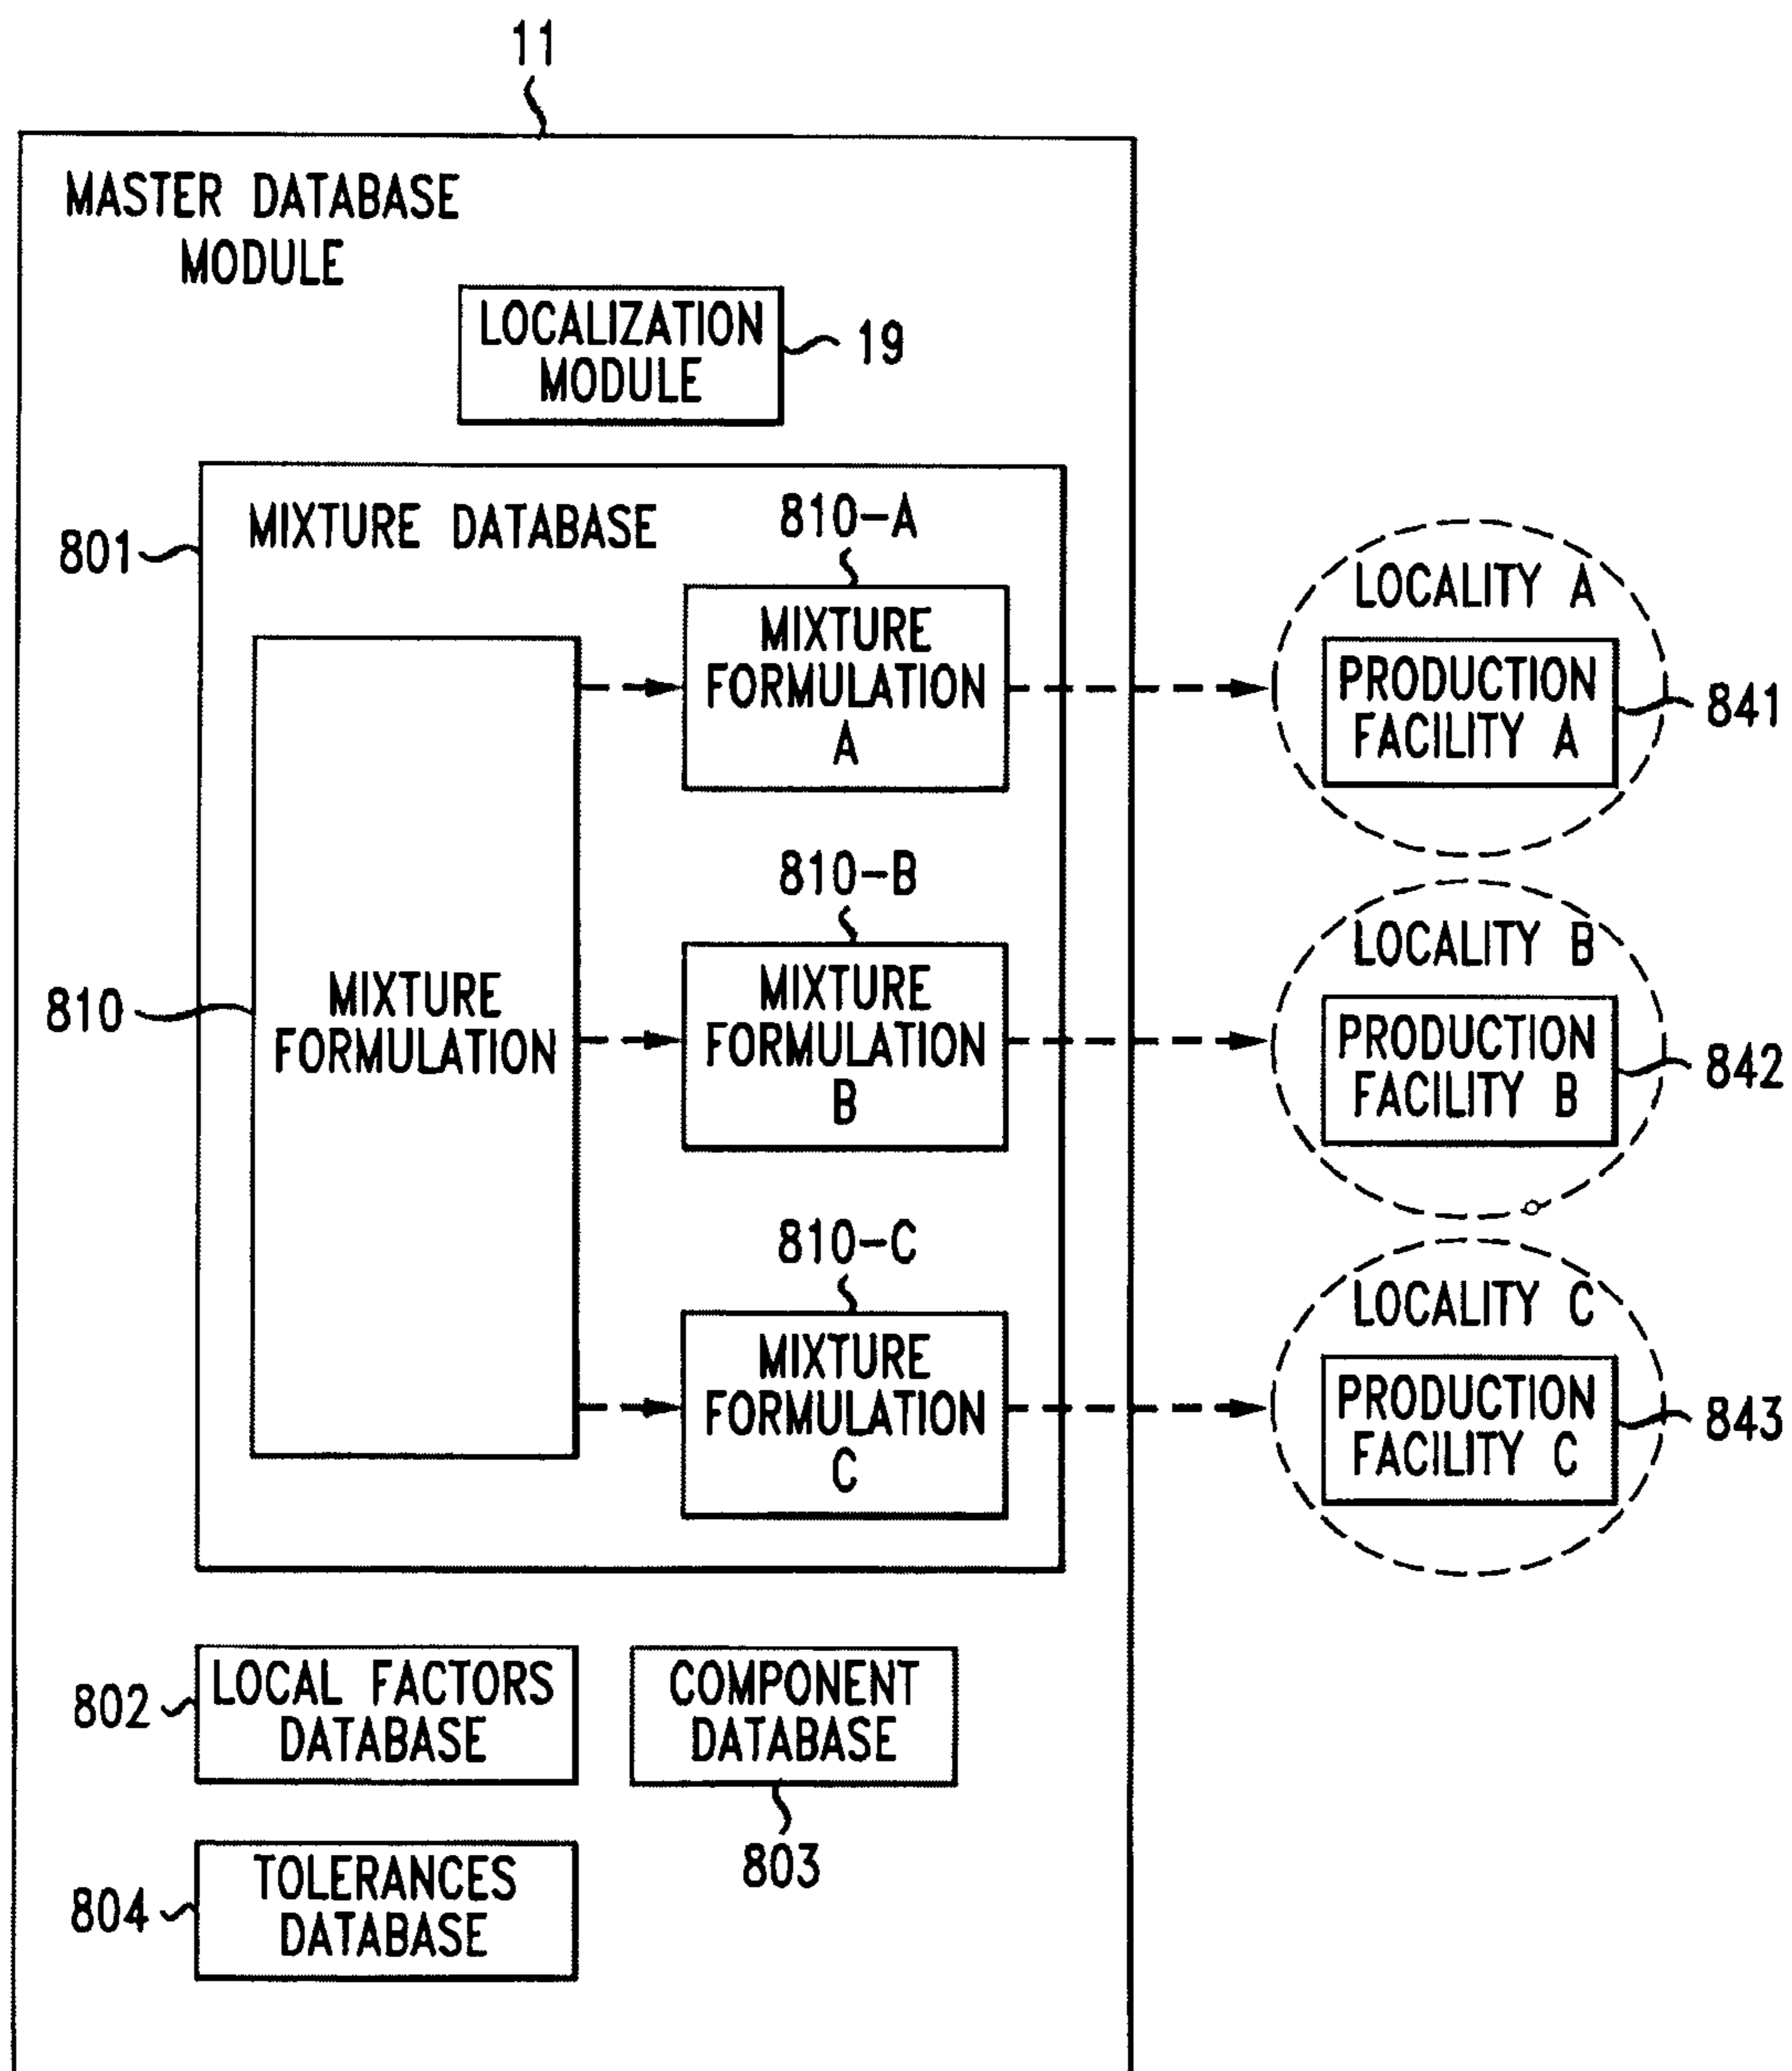 11
MASTER DATABASE
MODULE
LOCALIZATION
MODULE
19
801
MIXTURE DATABASE
810-A
MIXTURE
FORMULATION
A
LOCALITY A
PRODUCTION
FACILITY A
841
810
MIXTURE
FORMULATION
810-B
MIXTURE
FORMULATION
B
LOCALITY B
PRODUCTION
FACILITY B
842
810-C
MIXTURE
FORMULATION
C
LOCALITY C
PRODUCTION
FACILITY C
843
802
LOCAL FACTORS
DATABASE
COMPONENT
DATABASE
803
804
TOLERANCES
DATABASE